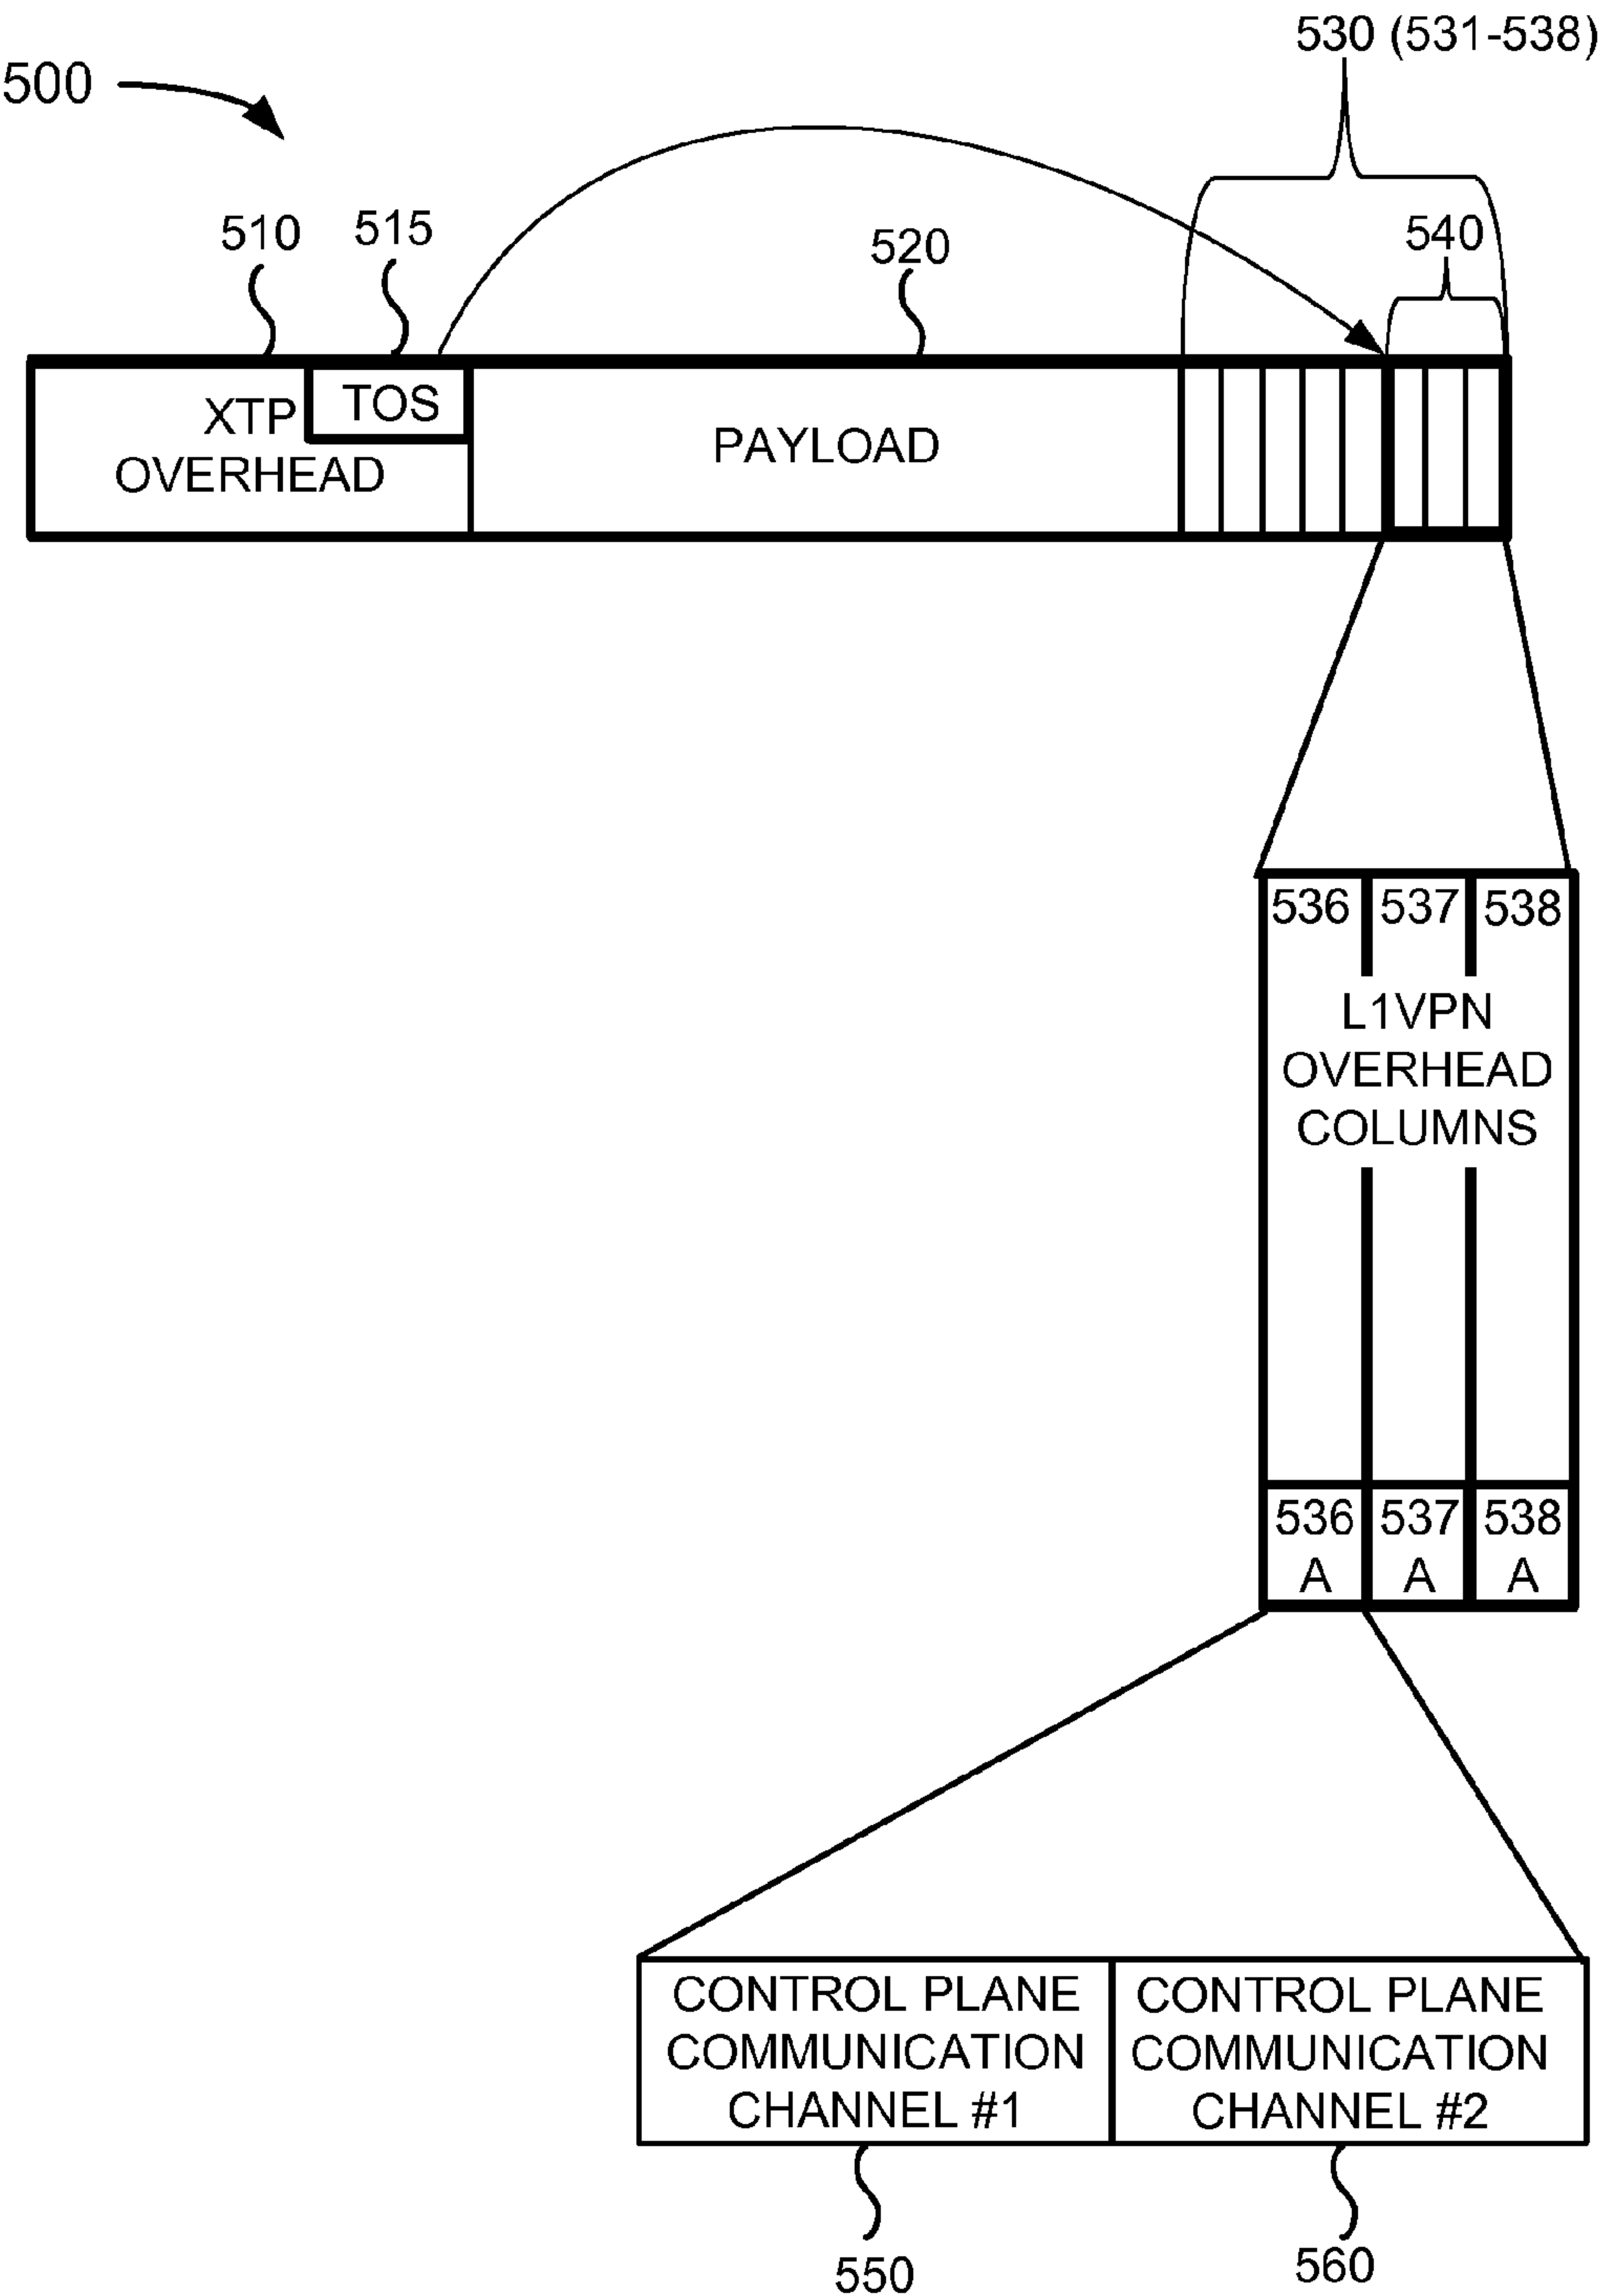 530 (531-538)
500
510
515
520
540
XTP
TOS
OVERHEAD
PAYLOAD
536
537
538
L1VPN
OVERHEAD
COLUMNS
536
A
537
A
538
A
CONTROL PLANE
COMMUNICATION
CHANNEL #1
CONTROL PLANE
COMMUNICATION
CHANNEL #2
550
560